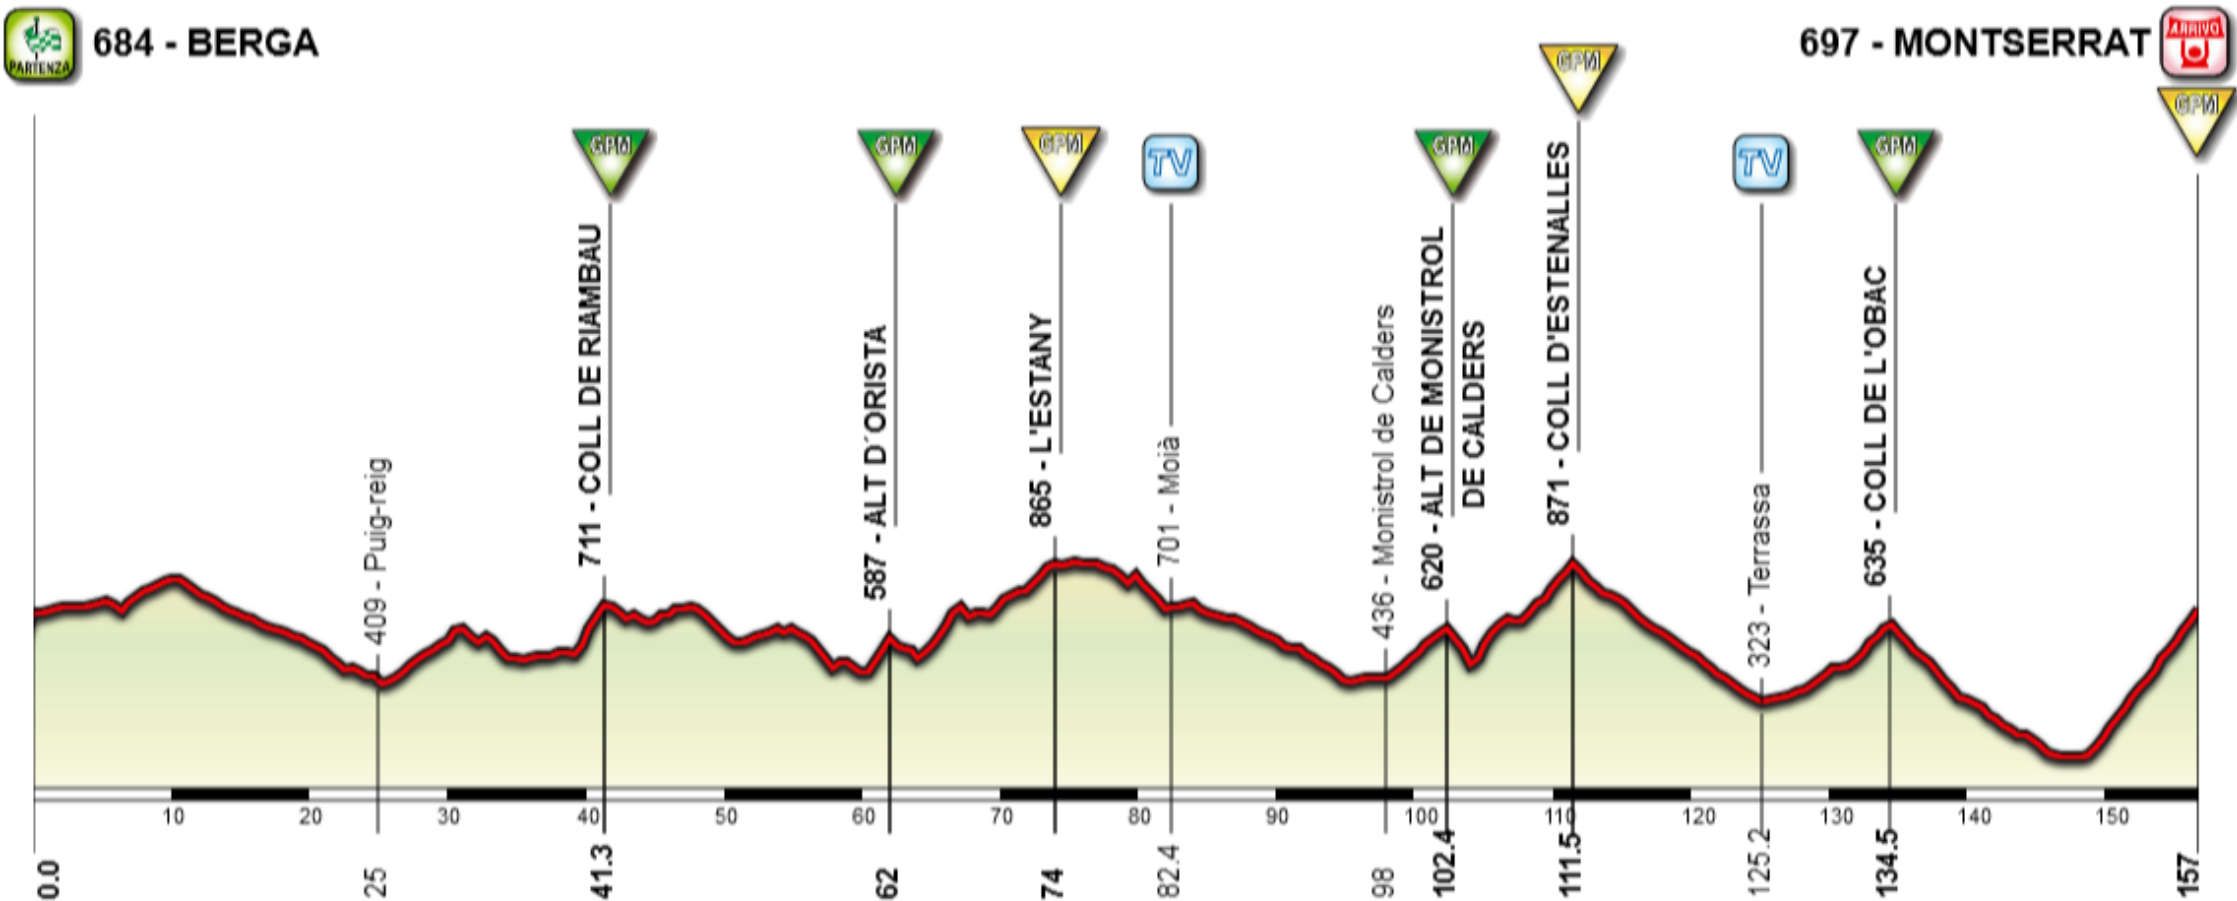 PARTENZA
684 - BERGA
697 - MONTSERRAT
ARRIVO
GPM
GPM
GPM
GPM
TV
GPM
GPM
TV
GPM
409 - Puig-reig
711 - COLL DE RIAMBAU
587 - ALT D´ORISTA
865 - L'ESTANY
701 - Moià
436 - Monistrol de Calders
620 - ALT DE MONISTROL
DE CALDERS
871 - COLL D'ESTENALLES
323 - Terrassa
635 - COLL DE L'OBAC
10 20 30 40 50 60 70 80 90 100 110 120 130 140 150
0.0 25 41.3 62 74 82.4 98 102.4 111.5 125.2 134.5 157